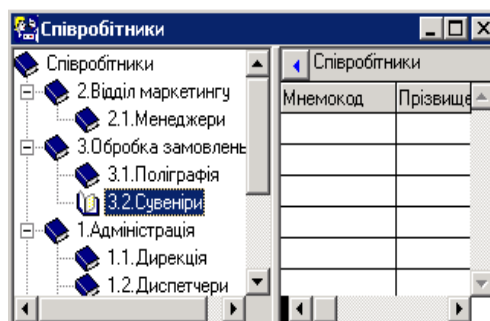 Співробітники
Співробітники
2.Відділ маркетингу
2.1.Менеджери
3.Обробка замовлень
3.1.Поліграфія
3.2.Сувеніри
1.Адміністрація
1.1.Дирекція
1.2.Диспетчери
Співробітники
Мнемокод Прізвище